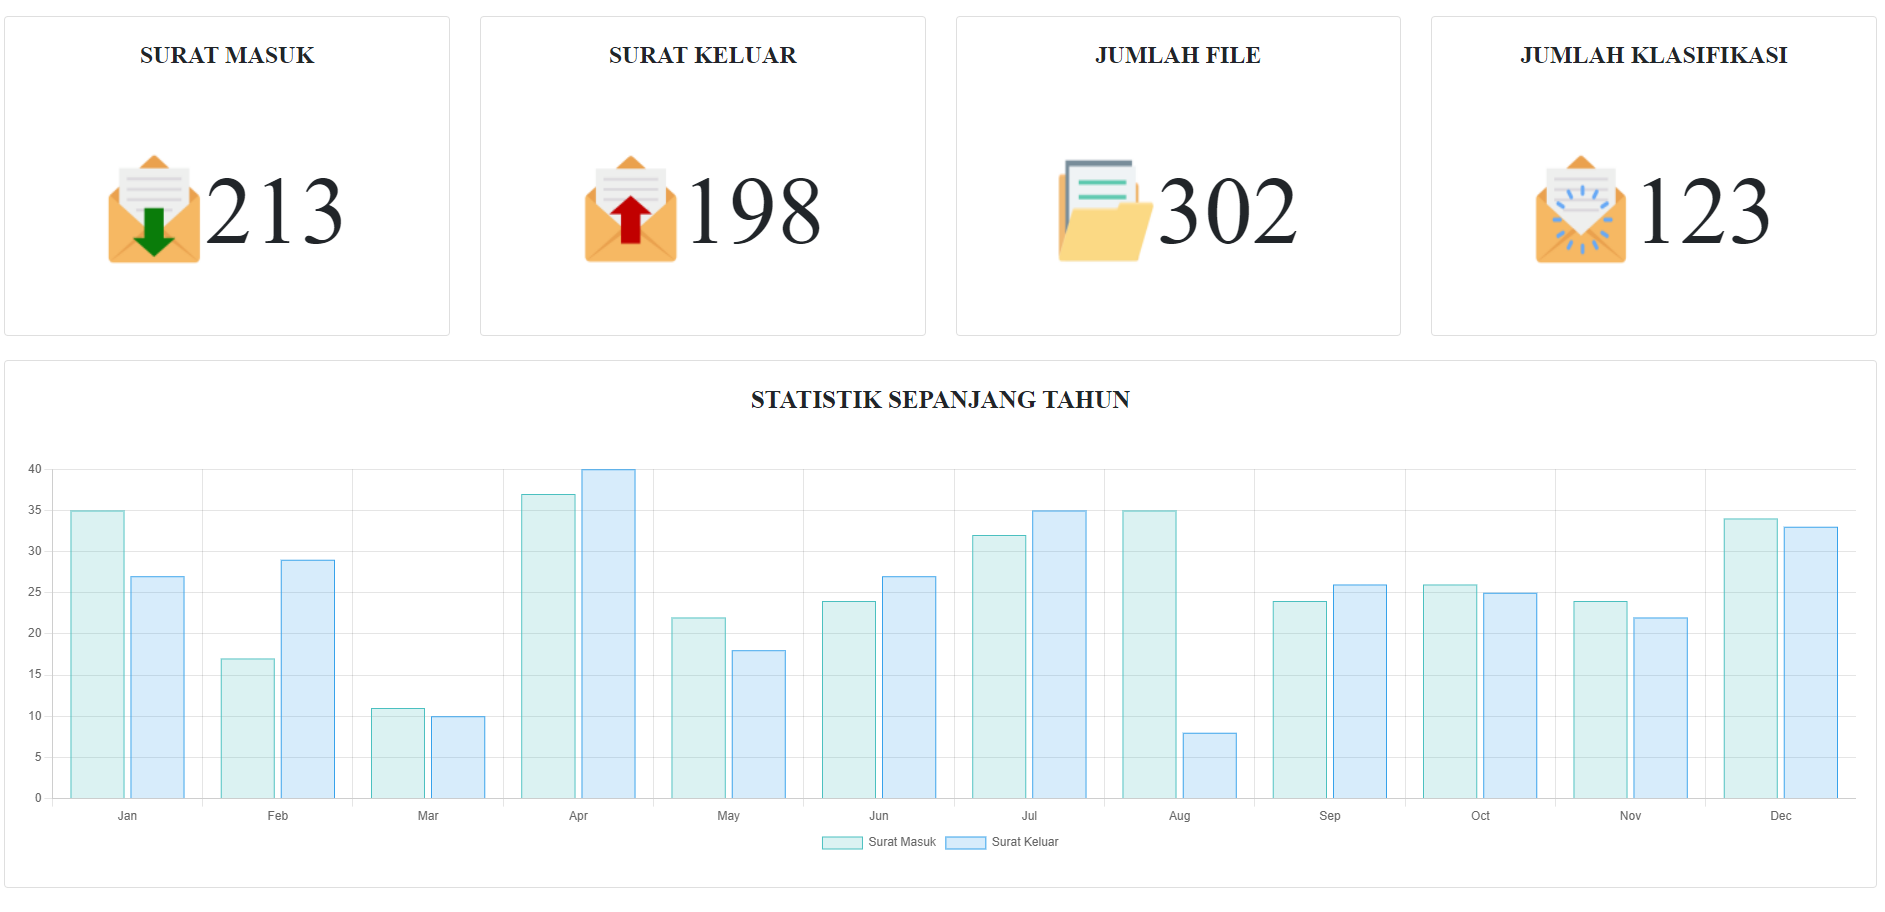 SURAT MASUK
213
SURAT KELUAR
198
JUMLAH FILE
302
JUMLAH KLASIFIKASI
123
STATISTIK SEPANJANG TAHUN
40
35
30
25
20
15
10
5
0
Jan Feb Mar Apr May Jun Jul Aug Sep Oct Nov Dec
Surat Masuk Surat Keluar